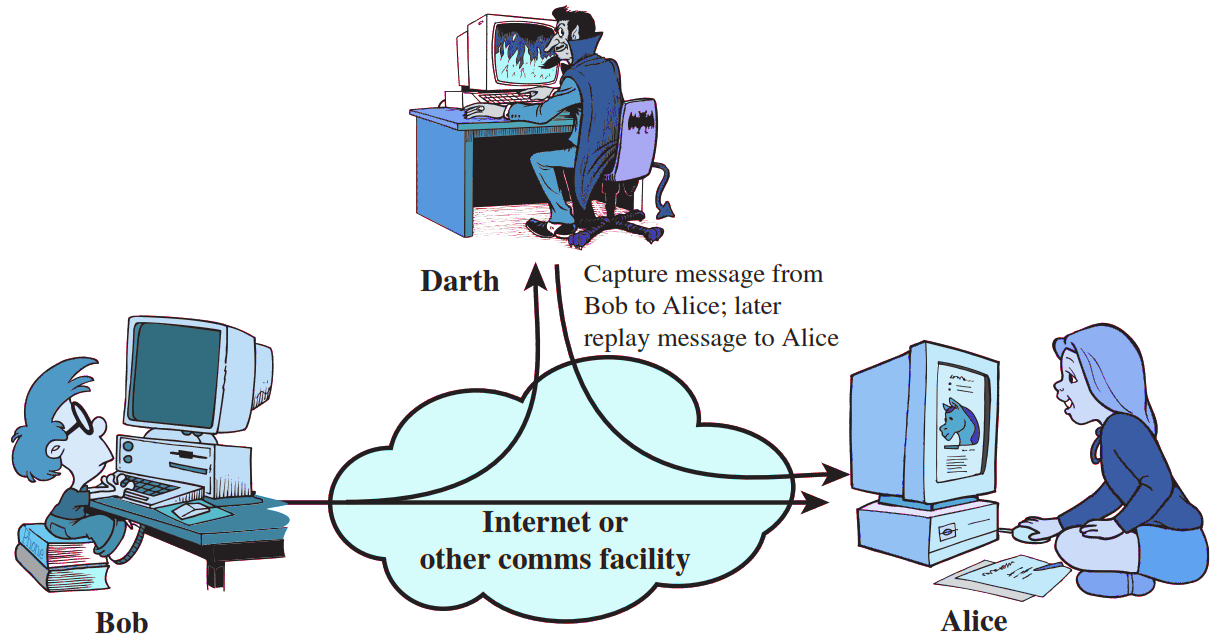 Darth
Capture message from
Bob to Alice; later
replay message to Alice
Phone
Internet or
other comms facility
Bob
Alice